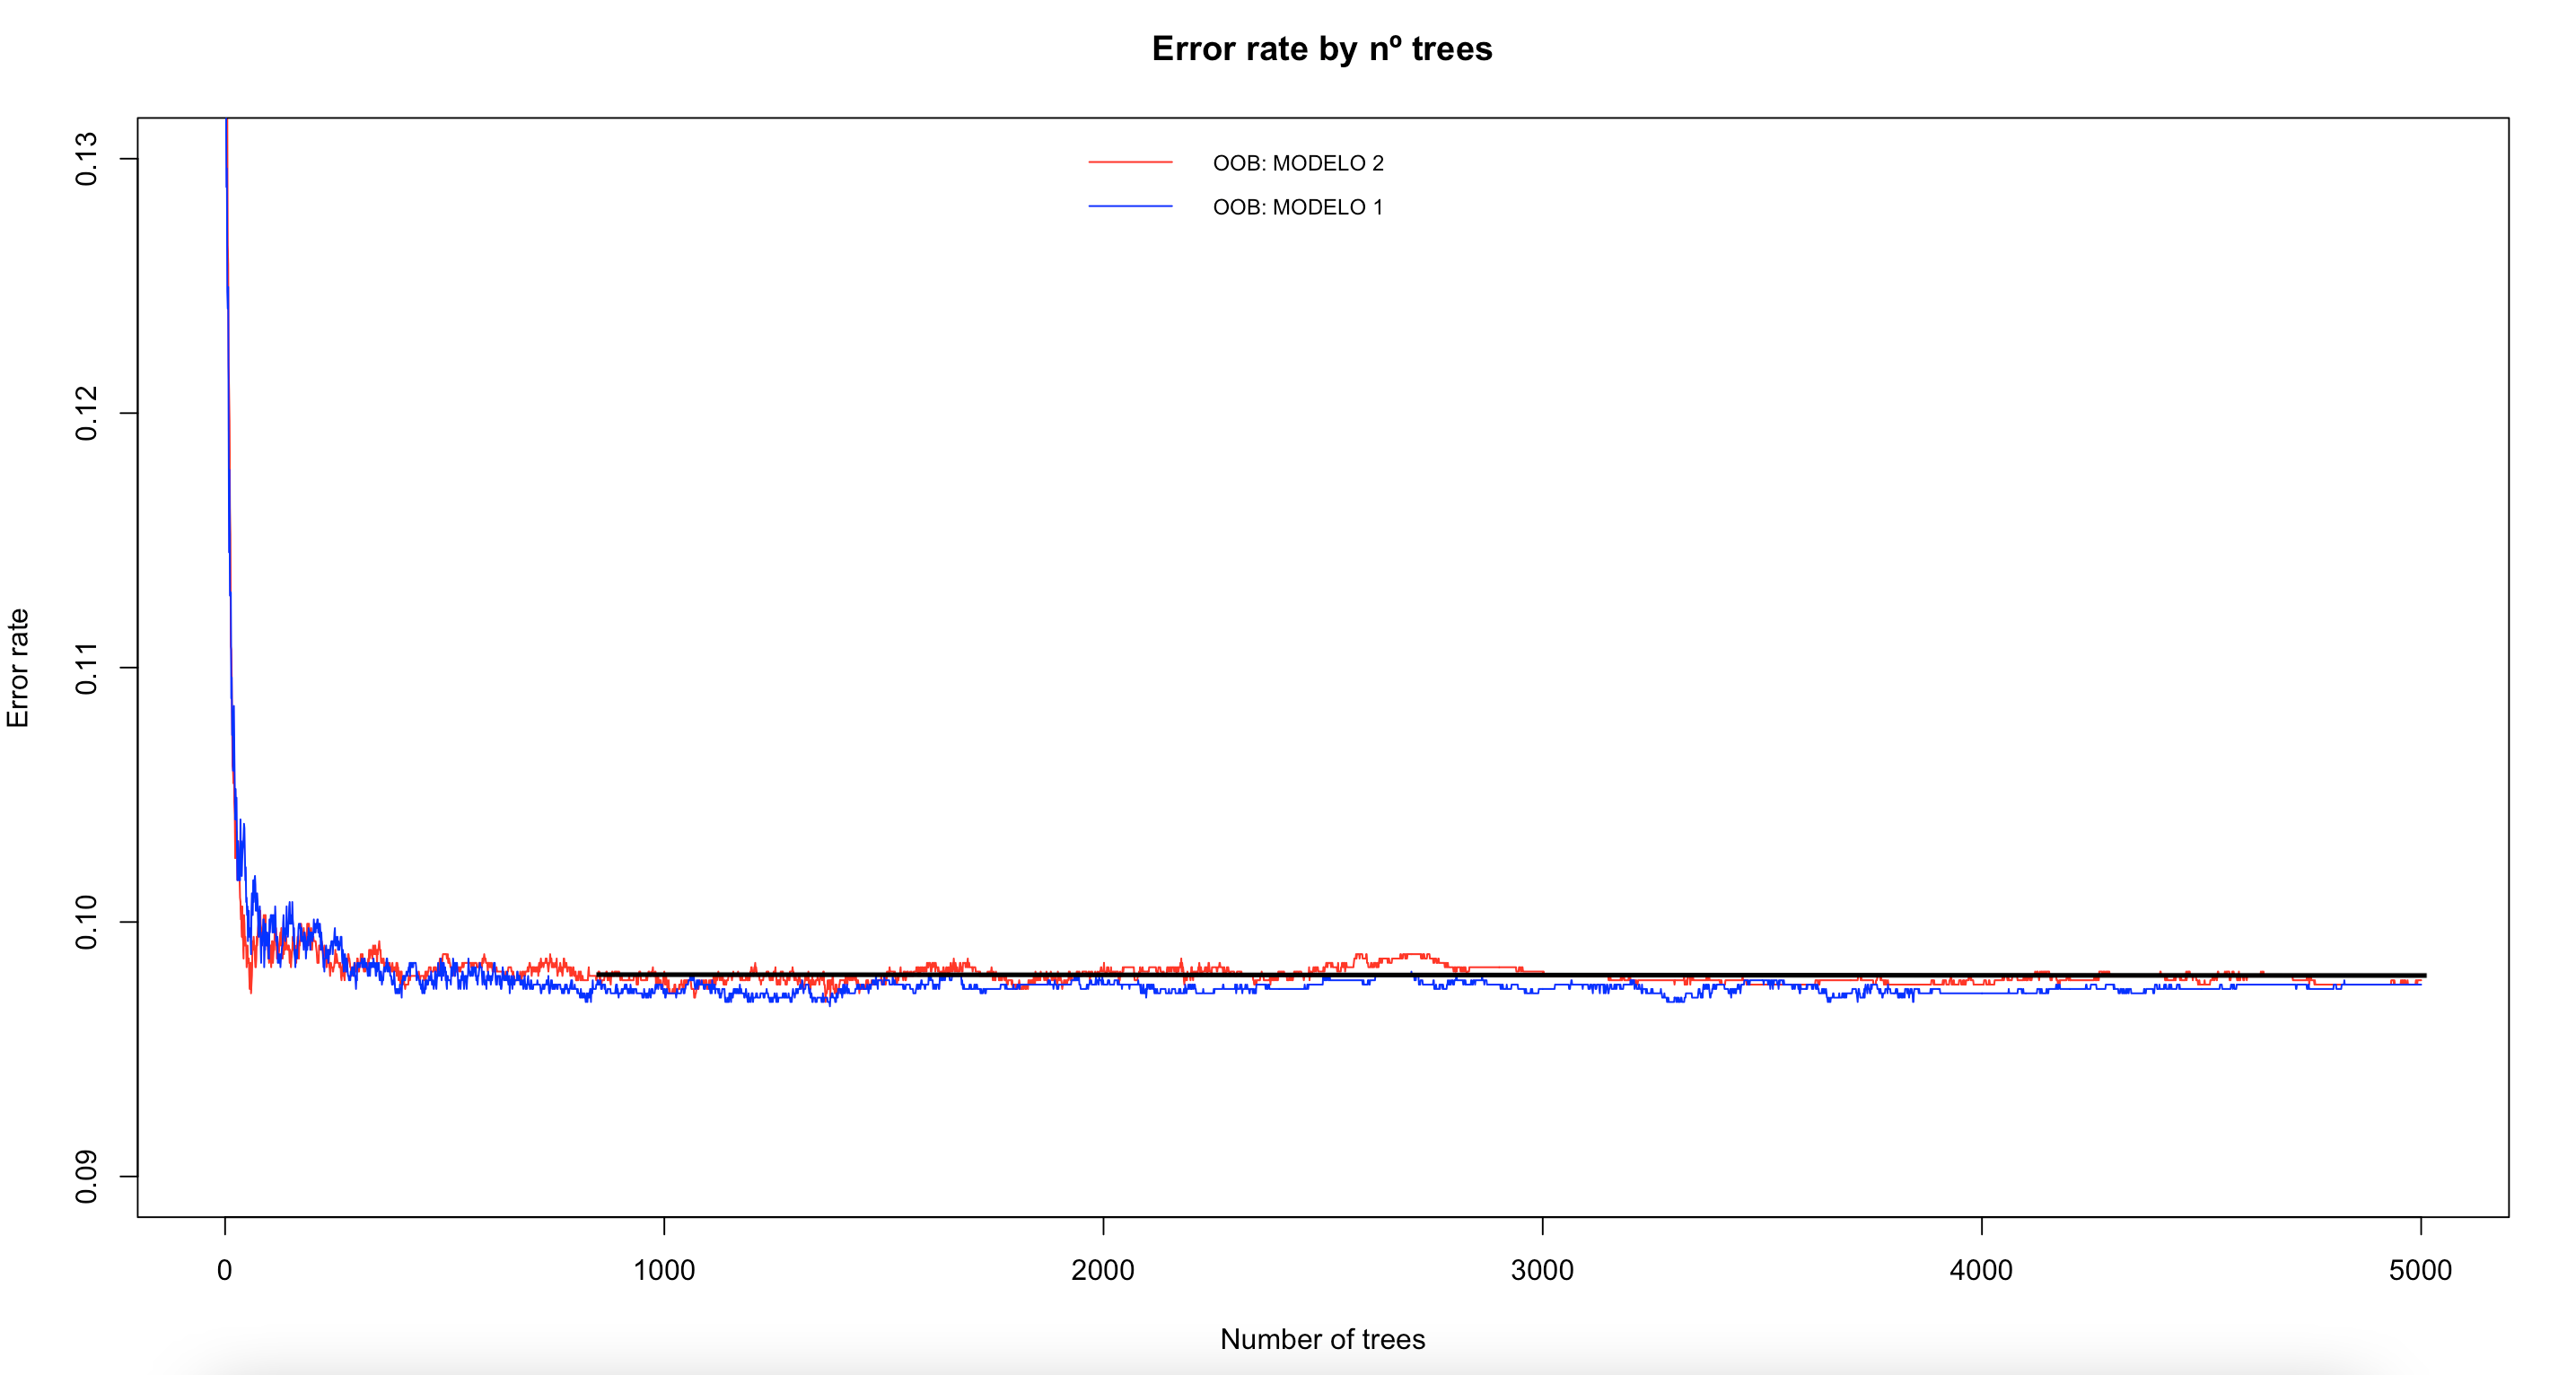 Error rate by nº trees
OOB: MODELO 2
OOB: MODELO 1
Error rate
0.13
0.12
0.11
0.10
0.09
0
1000
2000
3000
4000
5000
Number of trees